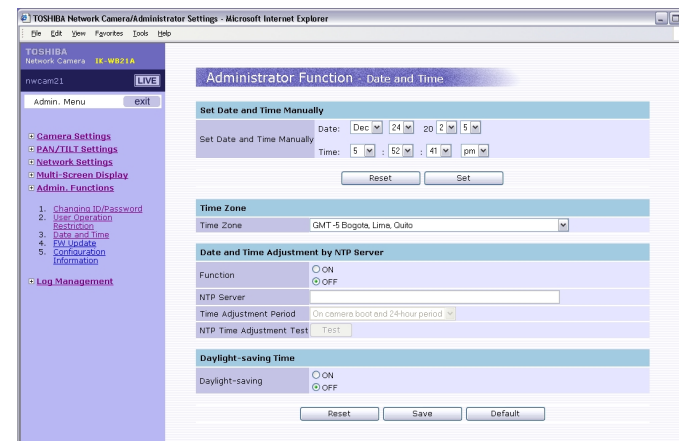 TOSHIBA Network Camera/Administrator Settings - Microsoft Internet Explorer
File Edit View Favorites Tools Help
TOSHIBA
Network Camera IK-WB21A
nwcam21 LIVE
Admin. Menu exit
Camera Settings
PAN/TILT Settings
Network Settings
Multi-Screen Display
Admin. Functions
1. Changing ID/Password
2. User Operation
Restriction
3. Date and Time
4. FW Update
5. Configuration
Information
Log Management
Administrator Function - Date and Time
Set Date and Time Manually
Set Date and Time Manually
Date: Dec 24 20 2 5
Time: 5 : 52 : 41 pm
Reset Set
Time Zone
Time Zone GMT -5 Bogota, Lima, Quito
Date and Time Adjustment by NTP Server
Function
ON
OFF
NTP Server
Time Adjustment Period On camera boot and 24-hour period
NTP Time Adjustment Test Test
Daylight-saving Time
Daylight-saving
ON
OFF
Reset Save Default